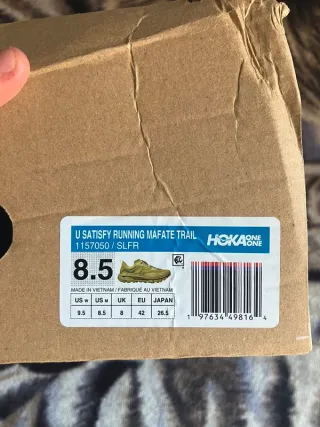 U SATISFY RUNNING MAFATE TRAIL
1157050 / SLFR
HOKA ONE ONE
8.5
MADE IN VIETNAM / FABRIQUÉ AU VIETNAM
US W US M UK EU JAPAN
9.5 8.5 8 42 26.5
1 97634 49816 4